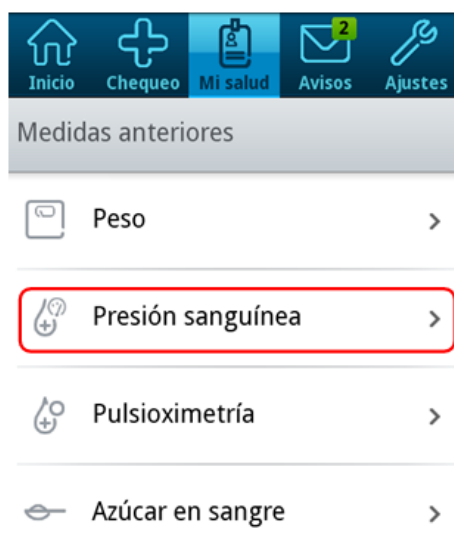 2
Inicio Chequeo Mi salud Avisos Ajustes
Medidas anteriores
Peso
Presión sanguínea
Pulsioximetría
Azúcar en sangre